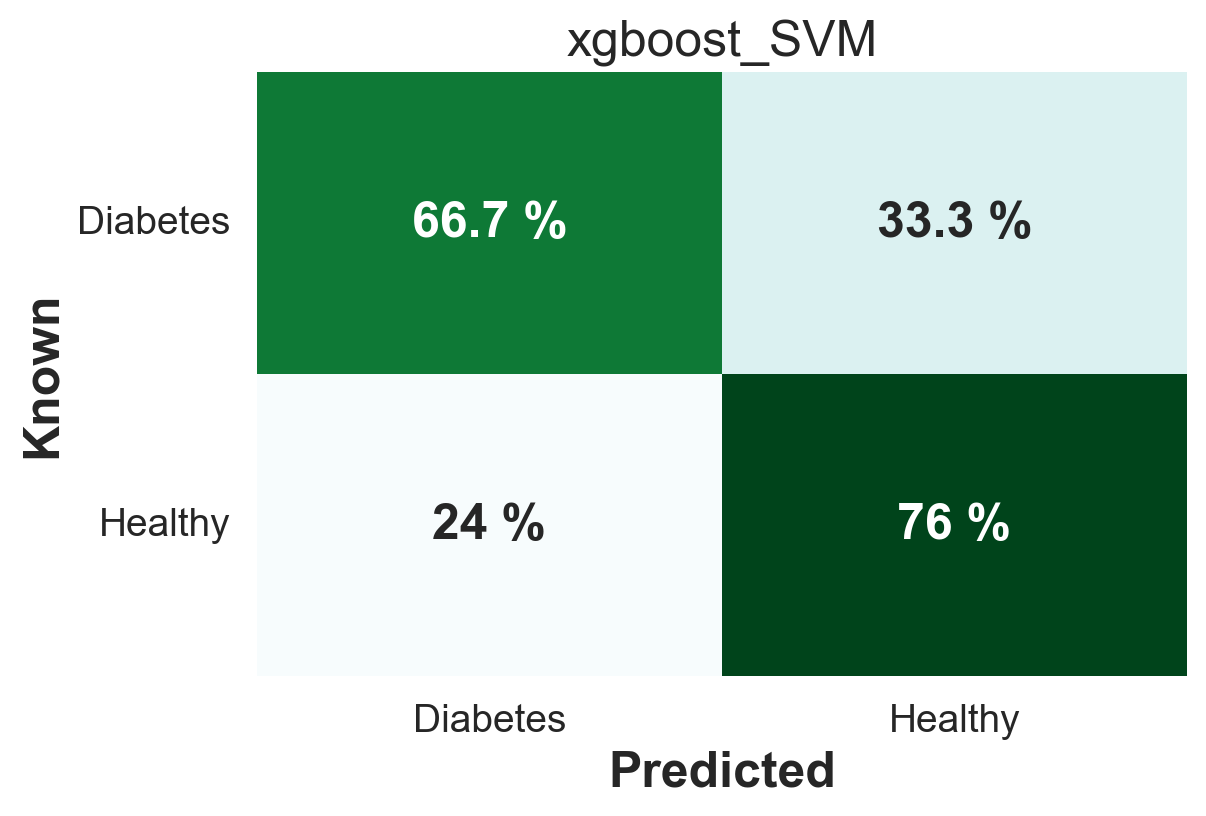 xgboost_SVM
Diabetes
66.7 %
33.3 %
Known
Healthy
24 %
76 %
Diabetes
Healthy
Predicted